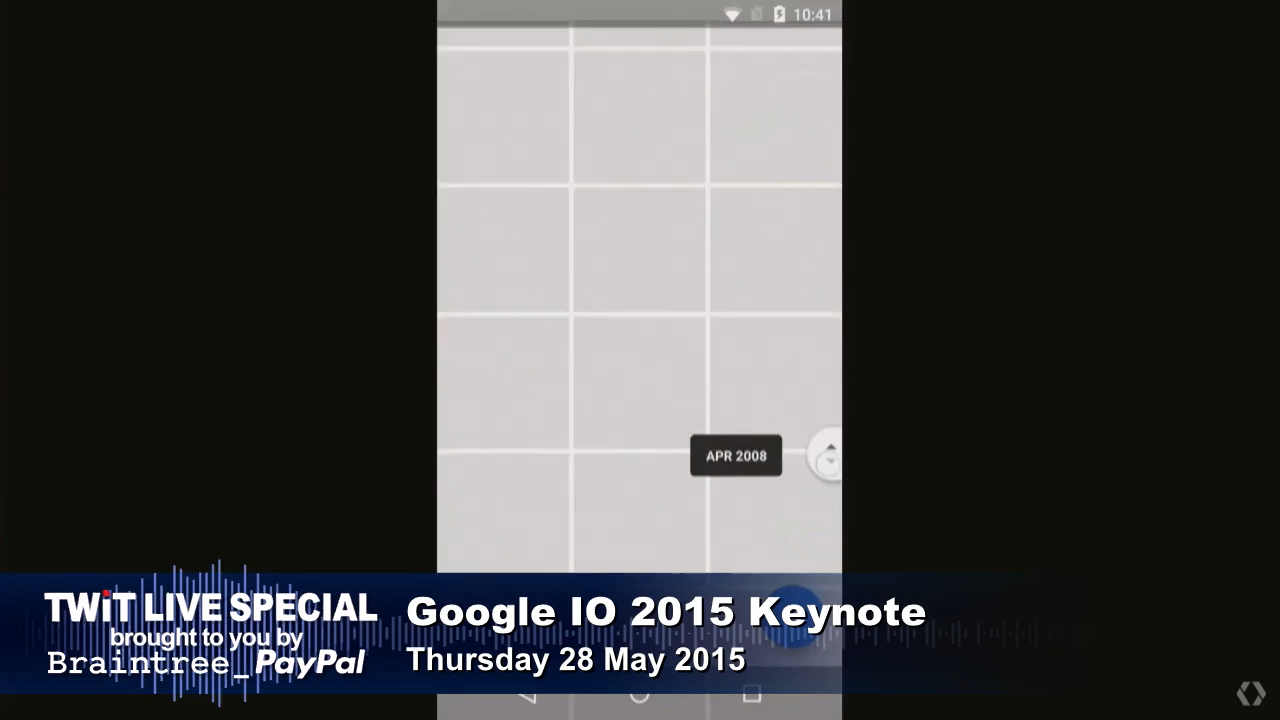 10:41
APR 2008
TWiT LIVE SPECIAL
brought to you by
Braintree_PayPal
Google IO 2015 Keynote
Thursday 28 May 2015